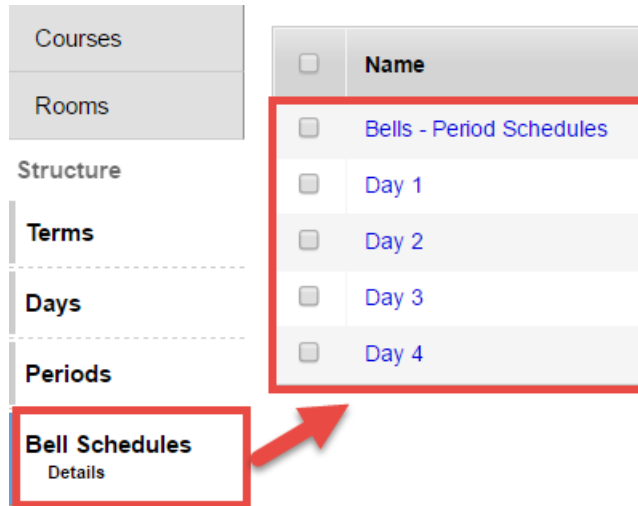 Courses
Rooms
Structure
Terms
Days
Periods
Bell Schedules
Details
Name
Bells - Period Schedules
Day 1
Day 2
Day 3
Day 4